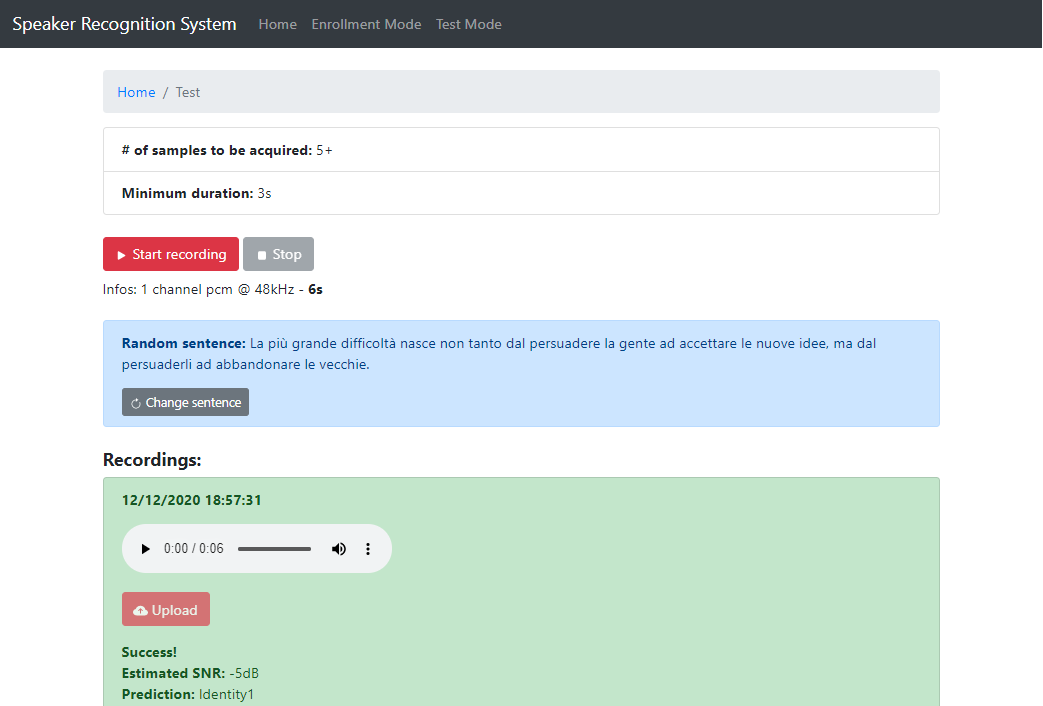 Speaker Recognition System Home Enrollment Mode Test Mode
Home / Test
# of samples to be acquired: 5+
Minimum duration: 3s
Start recording Stop
Infos: 1 channel pcm @ 48kHz - 6s
Random sentence: La più grande difficoltà nasce non tanto dal persuadere la gente ad accettare le nuove idee, ma dal
persuaderli ad abbandonare le vecchie.
Change sentence
Recordings:
12/12/2020 18:57:31
0:00 / 0:06
Upload
Success!
Estimated SNR: -5dB
Prediction: Identity1